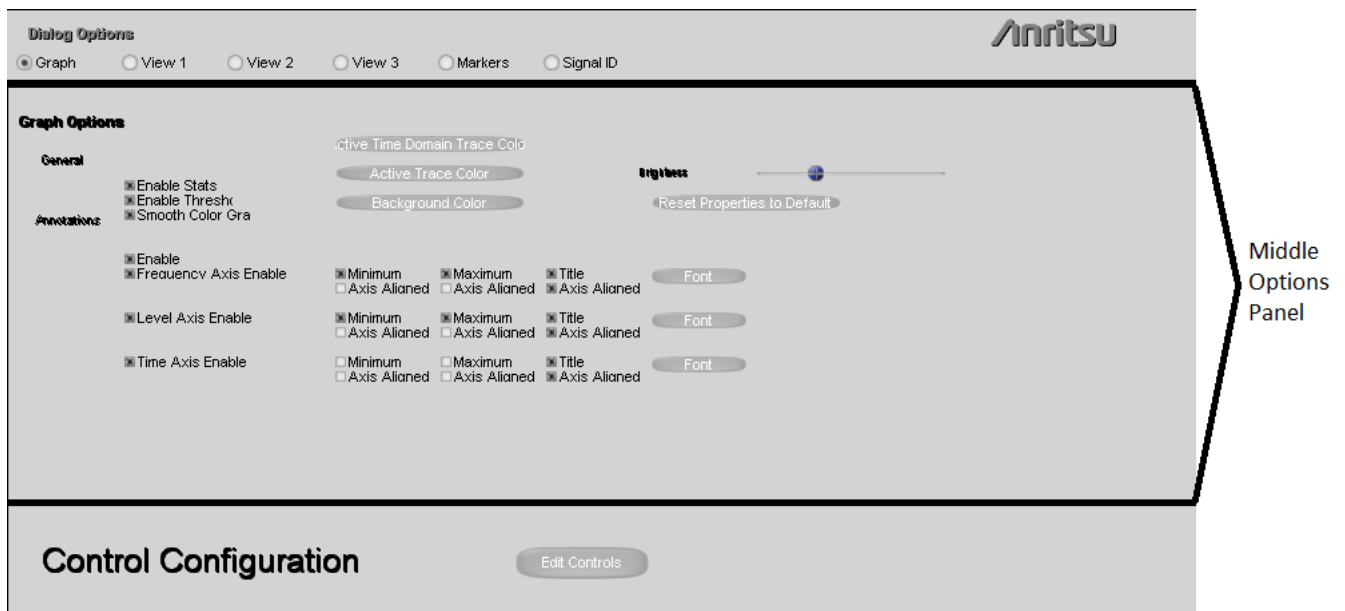 Dialog Options
Anritsu
Graph View 1 View 2 View 3 Markers Signal ID
Graph Options
General
Active Time Domain Trace Colo
Active Trace Color
Brightness
Enable Stats
Enable Thresho
Background Color
Reset Properties to Default
Smooth Color Gra
Annotations
Enable
Frequency Axis Enable Minimum Maximum Title Font
Axis Aligned Axis Aligned Axis Aligned
Level Axis Enable Minimum Maximum Title Font
Axis Aligned Axis Aligned Axis Aligned
Time Axis Enable Minimum Maximum Title Font
Axis Aligned Axis Aligned Axis Aligned
Middle
Options
Panel
Control Configuration Edit Controls